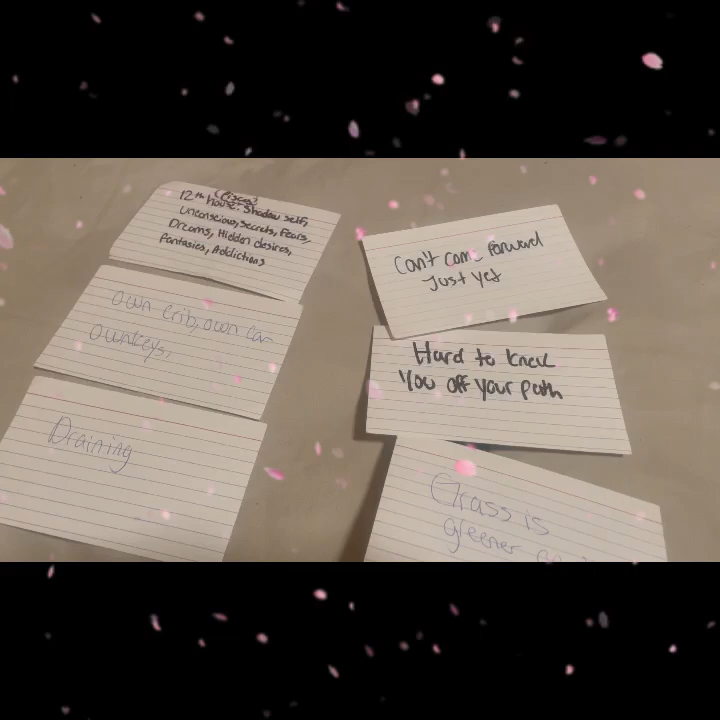 (Pisces)
12th house: Shadow self,
Unconscious, secrets, Fears,
Dreams, Hidden desires,
Fantasies, Addictions
own crib, own car
own keys,
Draining
Can't come Forward
Just yet
Hard to knock
You off your path
Grass is
greener